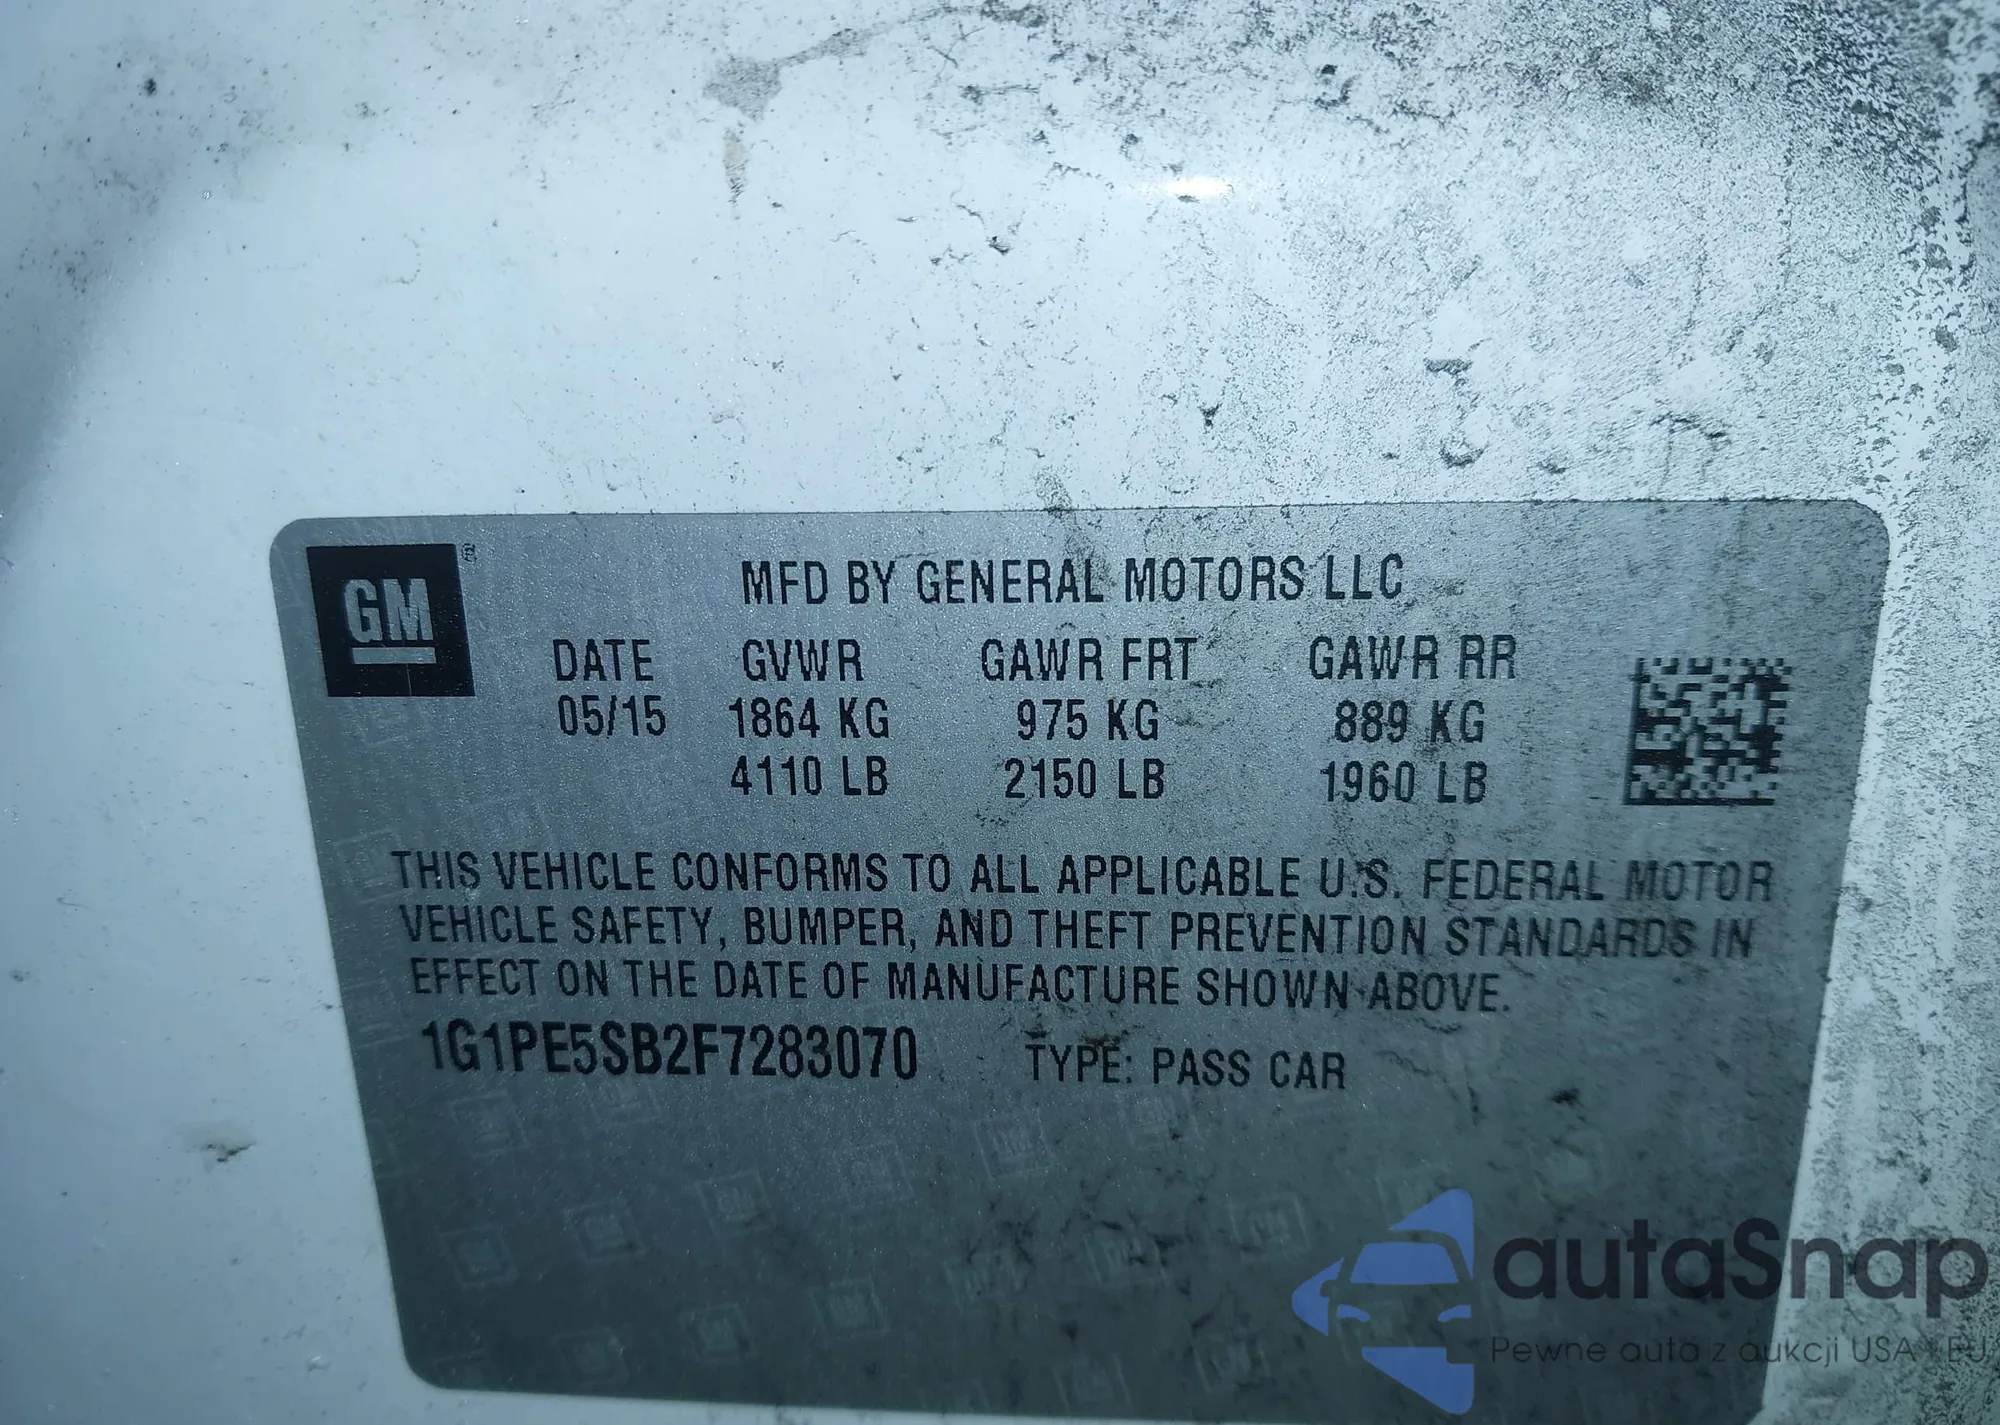 GM ®
MFD BY GENERAL MOTORS LLC
DATE GVWR GAWR FRT GAWR RR
05/15 1864 KG 975 KG 889 KG
4110 LB 2150 LB 1960 LB
THIS VEHICLE CONFORMS TO ALL APPLICABLE U.S. FEDERAL MOTOR
VEHICLE SAFETY, BUMPER, AND THEFT PREVENTION STANDARDS IN
EFFECT ON THE DATE OF MANUFACTURE SHOWN ABOVE.
1G1PE5SB2F7283070 TYPE: PASS CAR
autaSnap
Pewne auta z aukcji USA i EU